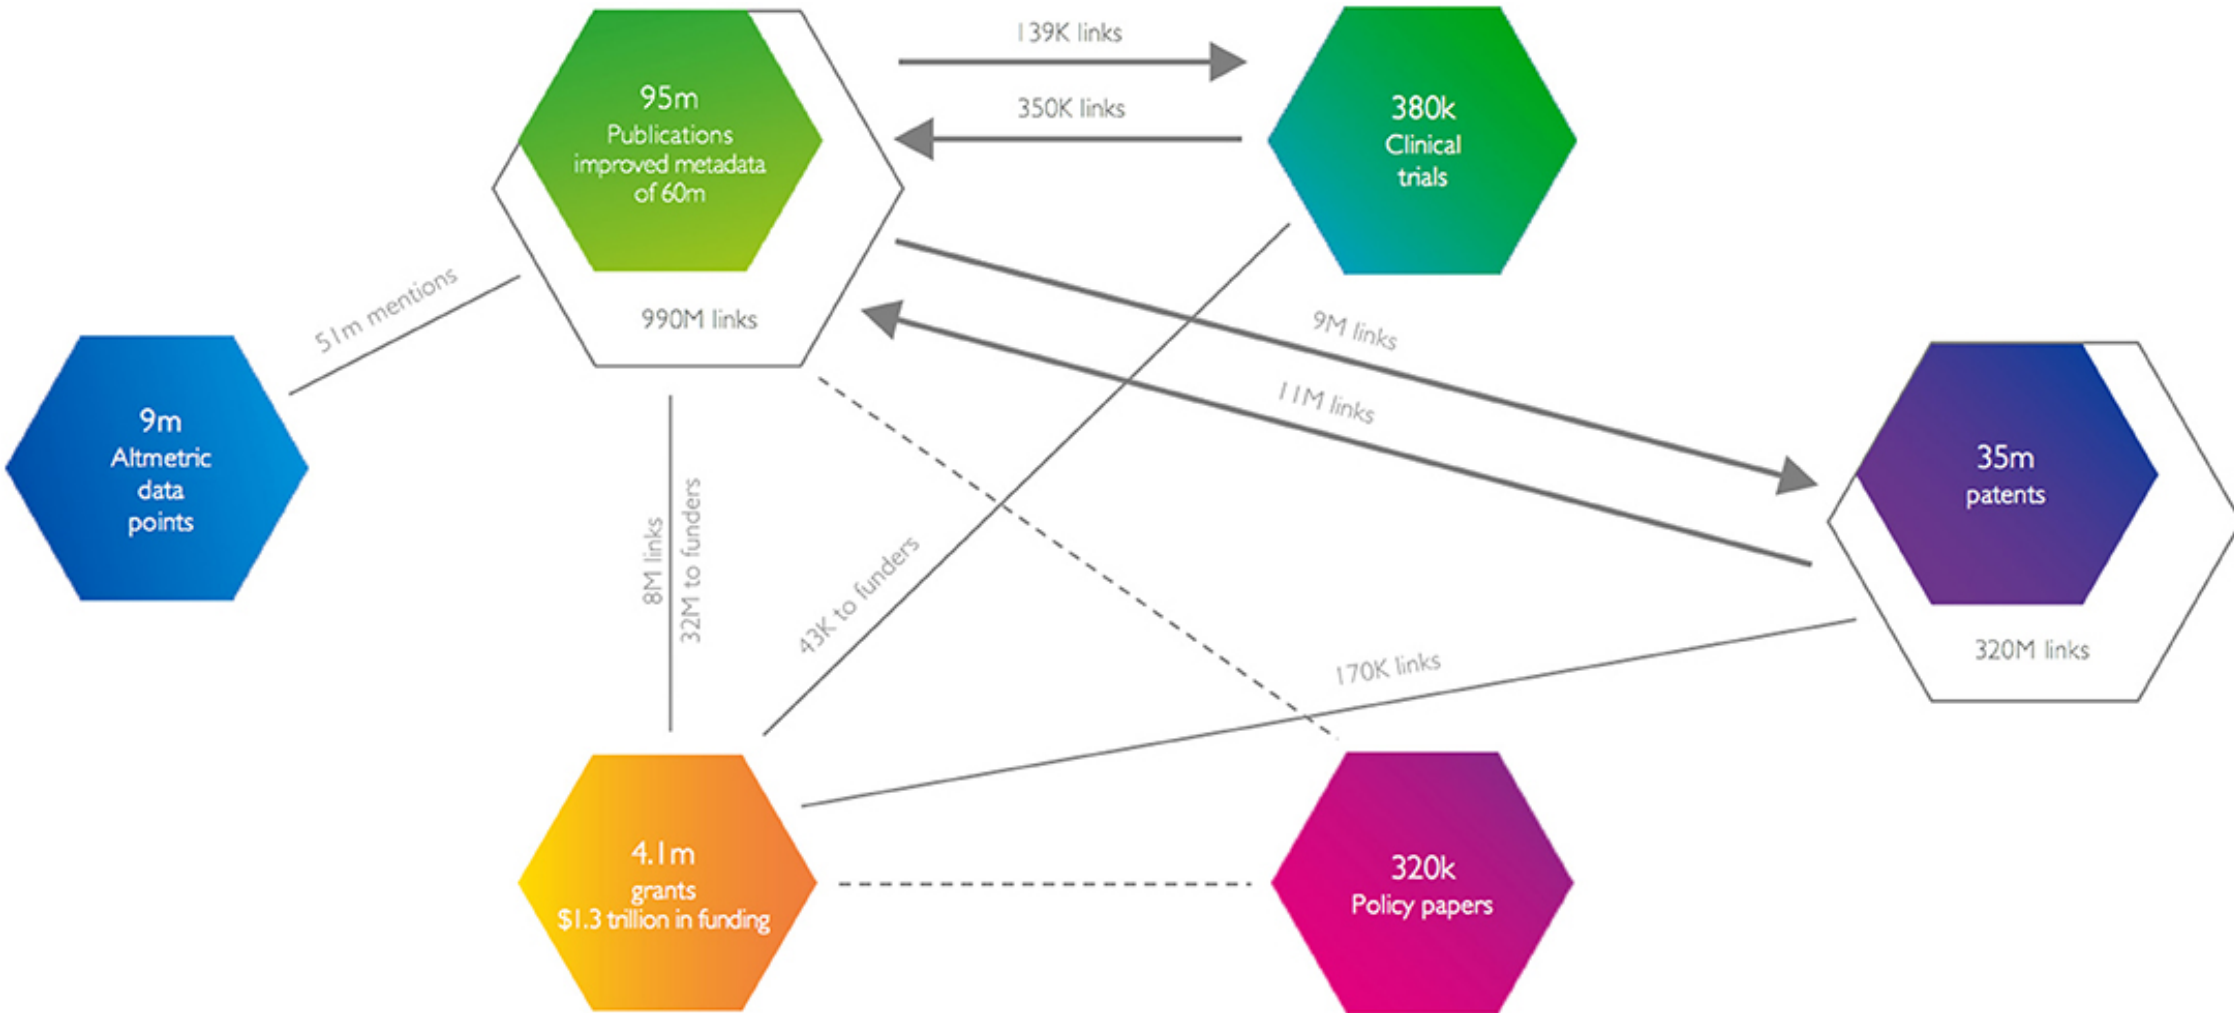 139K links
350K links
95m
Publications
improved metadata
of 60m
990M links
380k
Clinical
trials
51m mentions
9M links
11M links
9m
Altmetric
data
points
35m
patents
320M links
8M links
32M to funders
43K to funders
170K links
4.1m
grants
$1.3 trillion in funding
320k
Policy papers